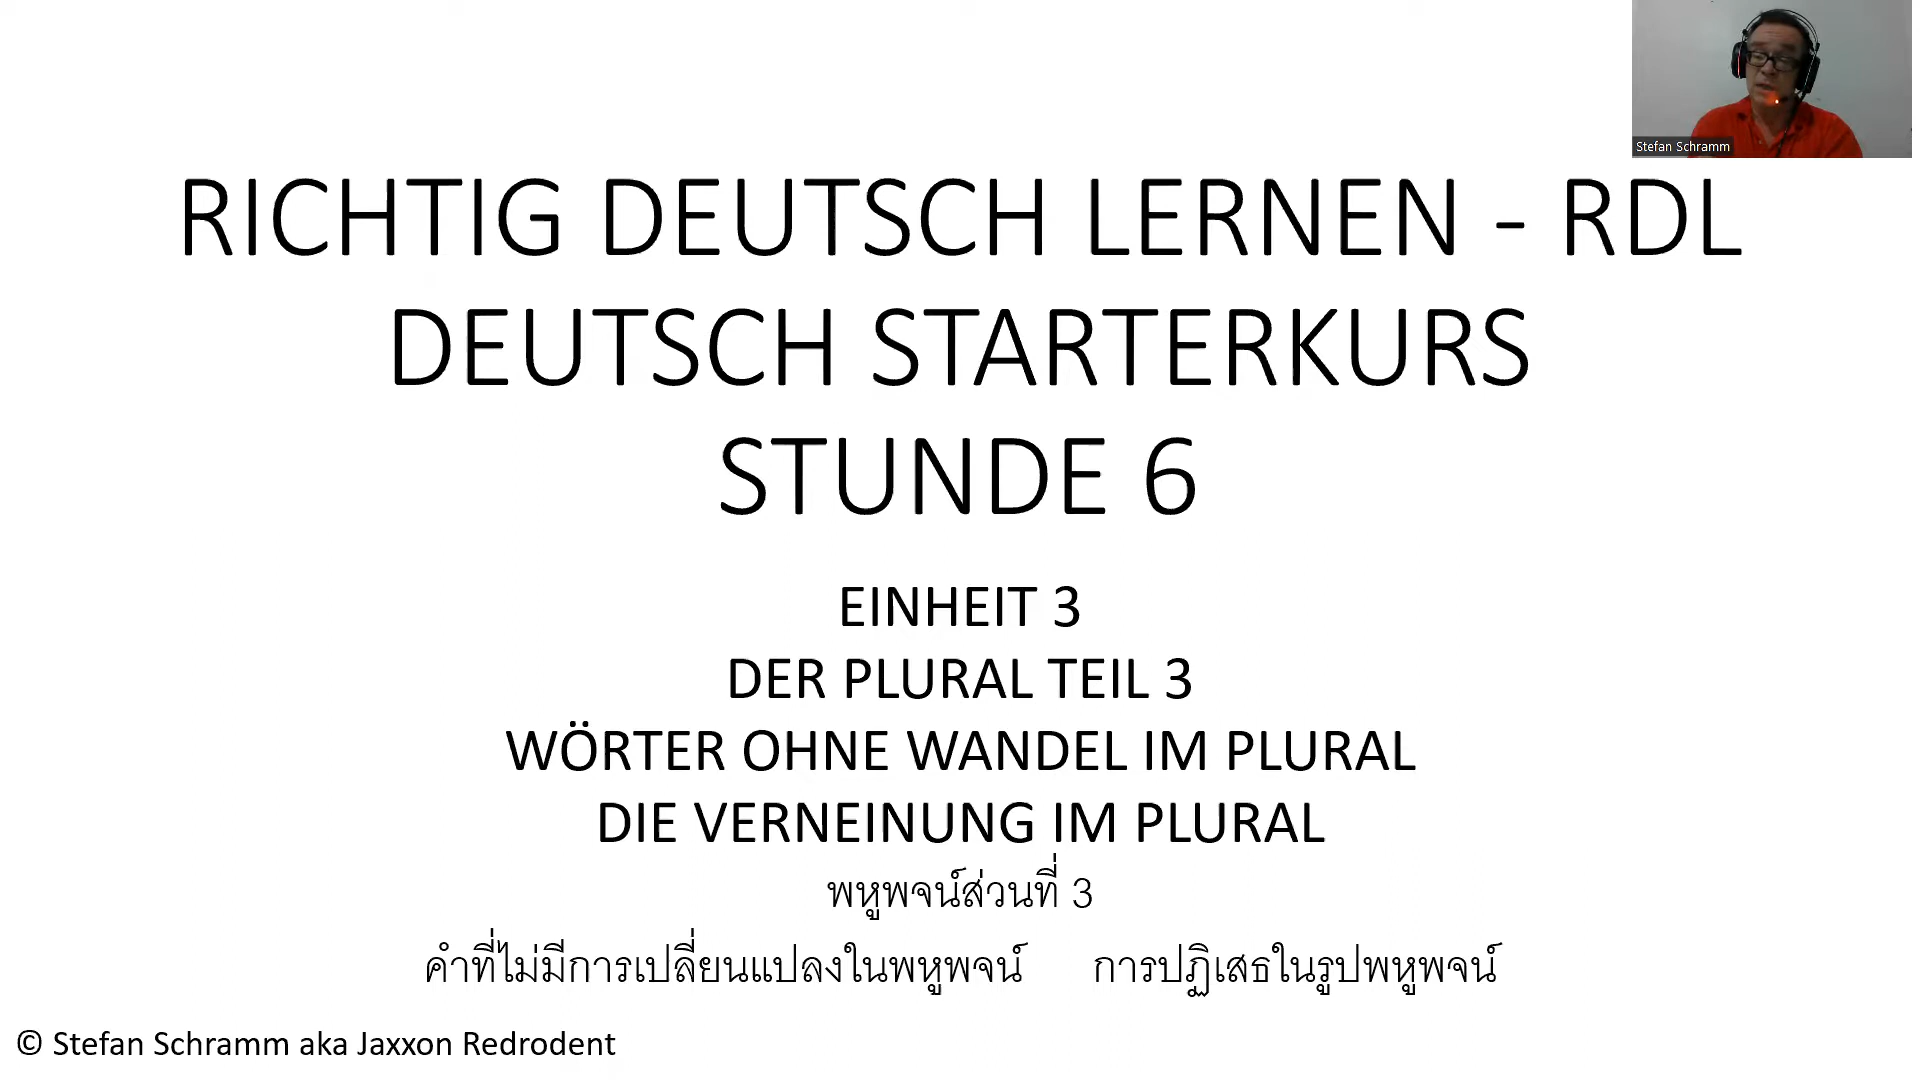 Stefan Schramm
RICHTIG DEUTSCH LERNEN - RDL
DEUTSCH STARTERKURS
STUNDE 6
EINHEIT 3
DER PLURAL TEIL 3
WÖRTER OHNE WANDEL IM PLURAL
DIE VERNEINUNG IM PLURAL
พหูพจน์ส่วนที่ 3
คำที่ไม่มีการเปลี่ยนแปลงในพหูพจน์ การปฏิเสธในรูปพหูพจน์
© Stefan Schramm aka Jaxxon Redrodent